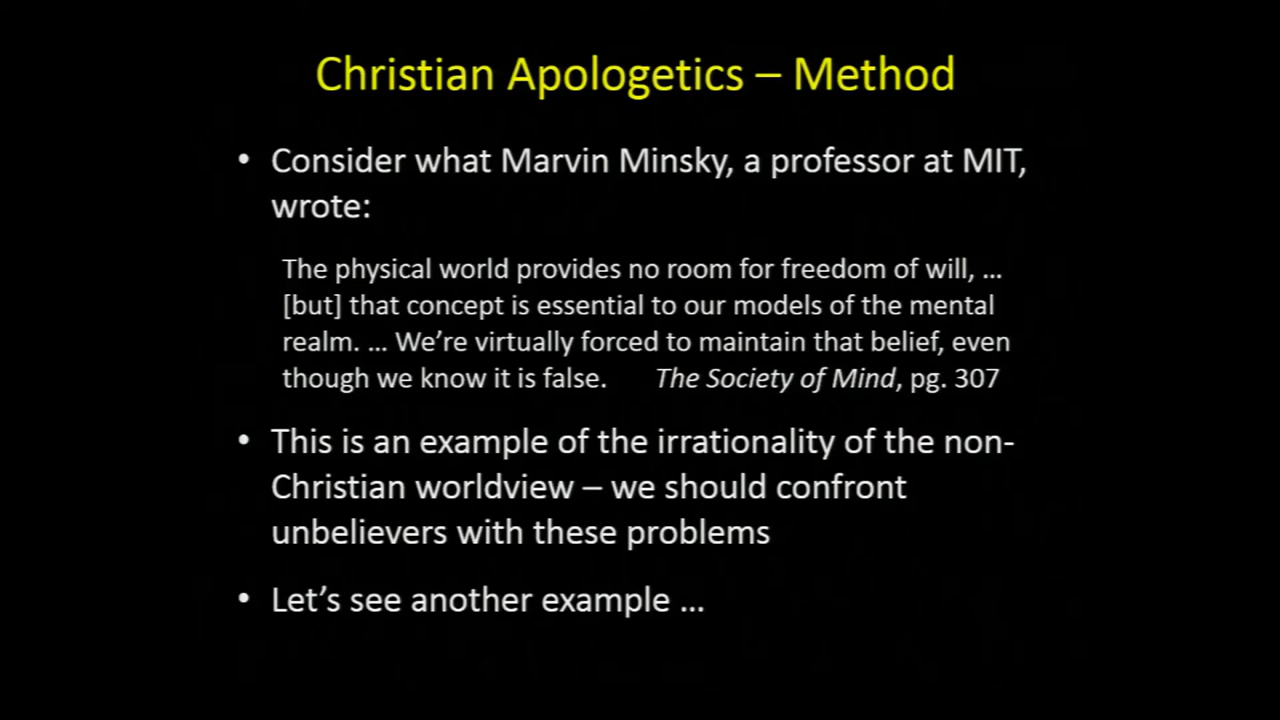 Christian Apologetics – Method
• Consider what Marvin Minsky, a professor at MIT,
wrote:
The physical world provides no room for freedom of will, …
[but] that concept is essential to our models of the mental
realm. … We’re virtually forced to maintain that belief, even
though we know it is false. The Society of Mind, pg. 307
• This is an example of the irrationality of the non-
Christian worldview – we should confront
unbelievers with these problems
• Let’s see another example …